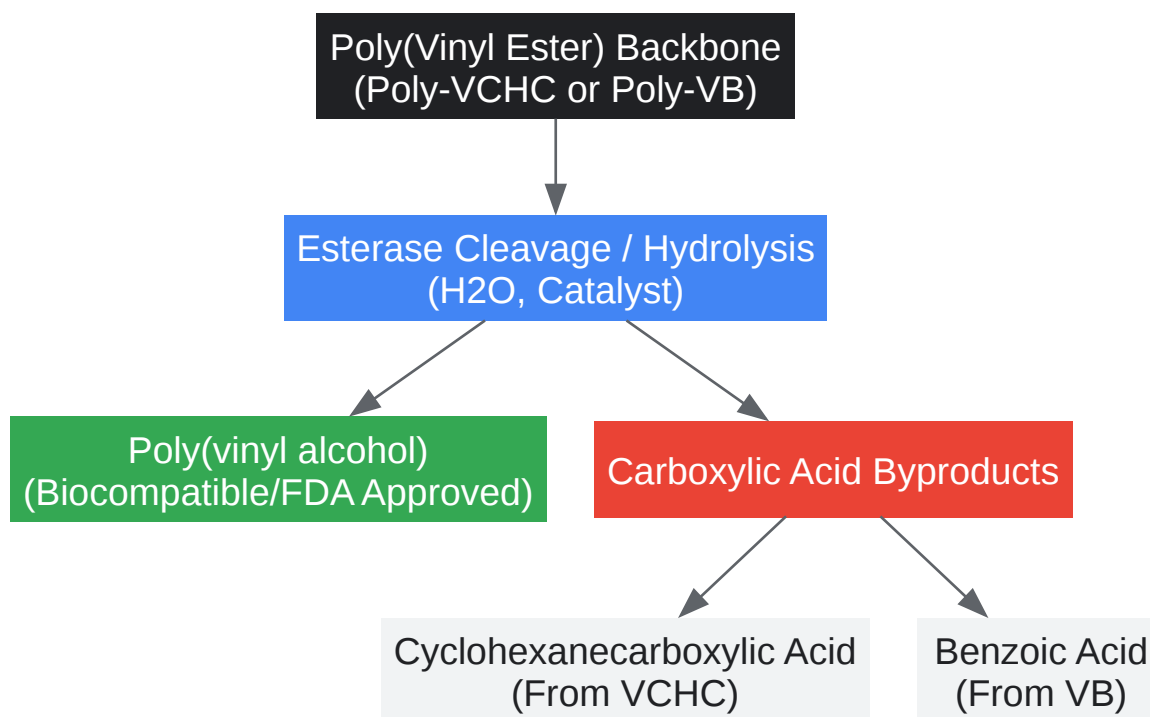 Poly(Vinyl Ester) Backbone
(Poly-VCHC or Poly-VB)
Esterase Cleavage / Hydrolysis
(H2O, Catalyst)
Poly(vinyl alcohol)
(Biocompatible/FDA Approved)
Carboxylic Acid Byproducts
Cyclohexanecarboxylic Acid
(From VCHC)
Benzoic Acid
(From VB)